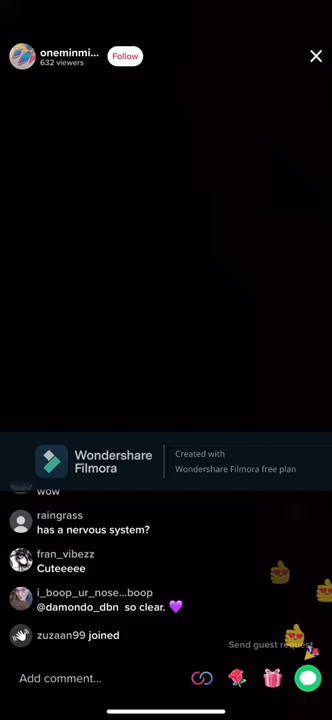 oneminmi...
632 viewers
Follow
Wondershare
Filmora
Created with
Wondershare Filmora free plan
wow
raingrass
has a nervous system?
fran_vibezz
Cuteeeee
i_boop_ur_nose...boop
@damondo_dbn so clear. 💜
zuzaan99 joined
Send guest request
Add comment...